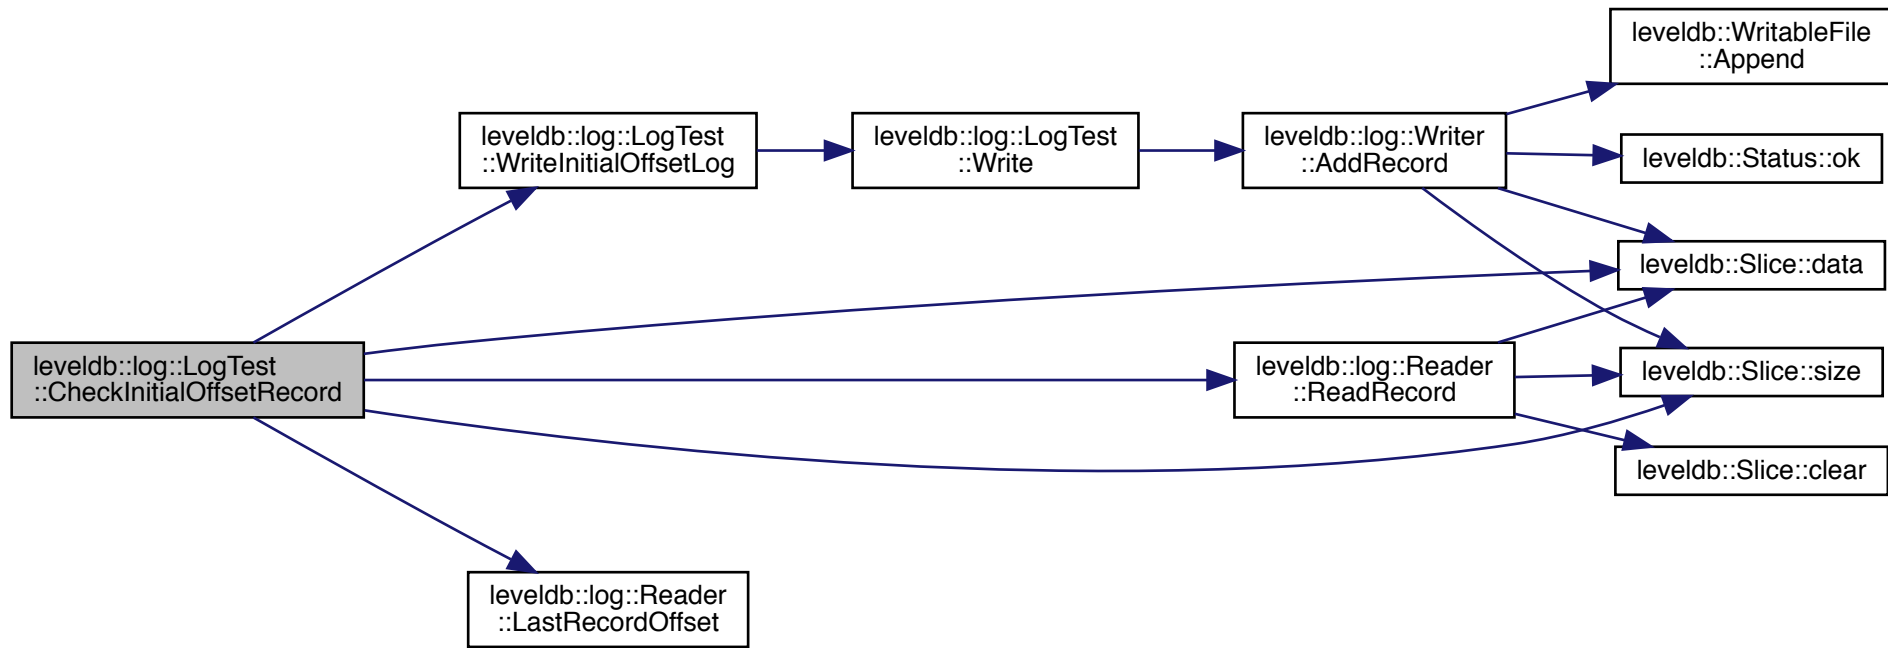 leveldb::WritableFile
::Append
leveldb::log::LogTest
::WriteInitialOffsetLog
leveldb::log::LogTest
::Write
leveldb::log::Writer
::AddRecord
leveldb::Status::ok
leveldb::Slice::data
leveldb::log::LogTest
::CheckInitialOffsetRecord
leveldb::log::Reader
::ReadRecord
leveldb::Slice::size
leveldb::Slice::clear
leveldb::log::Reader
::LastRecordOffset